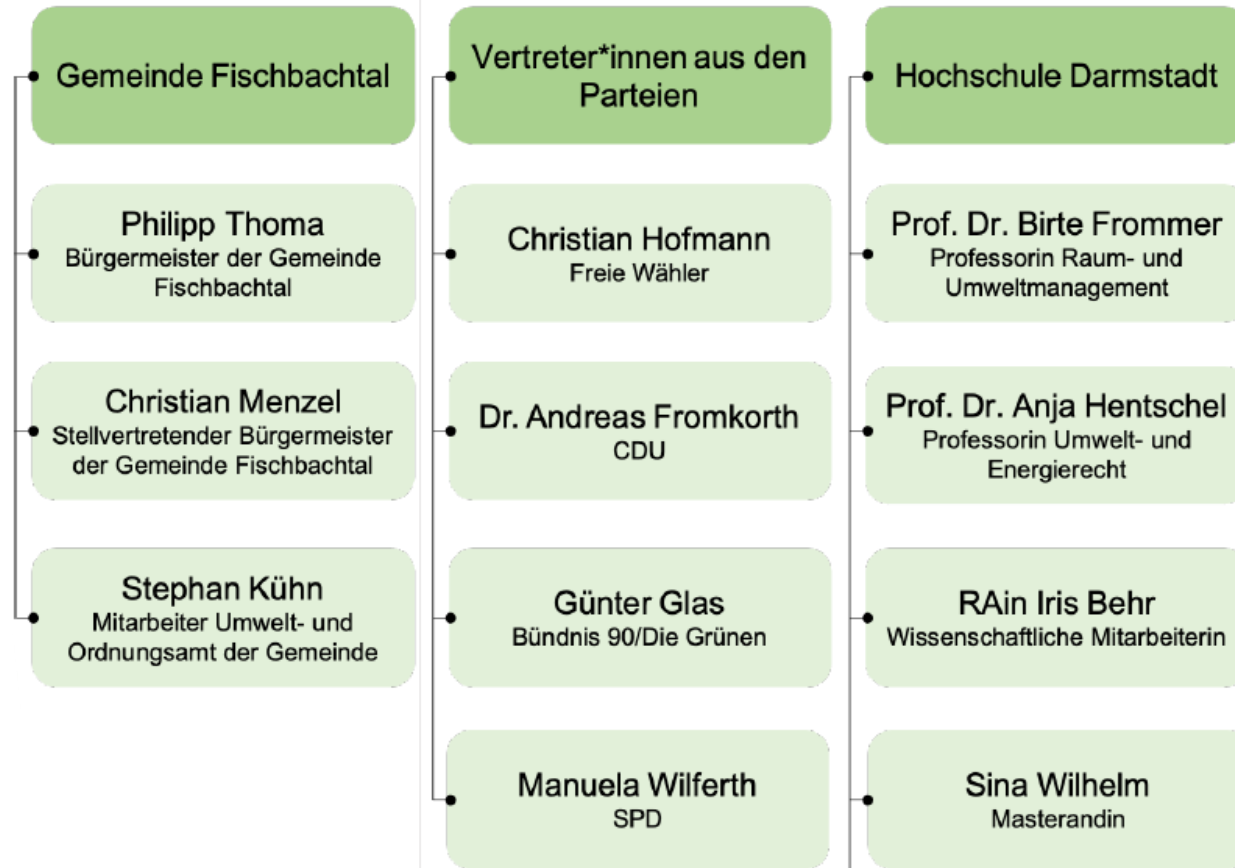 Gemeinde Fischbachtal
Philipp Thoma
Bürgermeister der Gemeinde
Fischbachtal
Christian Menzel
Stellvertretender Bürgermeister
der Gemeinde Fischbachtal
Stephan Kühn
Mitarbeiter Umwelt- und
Ordnungsamt der Gemeinde
Vertreter*innen aus den
Parteien
Christian Hofmann
Freie Wähler
Dr. Andreas Fromkorth
CDU
Günter Glas
Bündnis 90/Die Grünen
Manuela Wilferth
SPD
Hochschule Darmstadt
Prof. Dr. Birte Frommer
Professorin Raum- und
Umweltmanagement
Prof. Dr. Anja Hentschel
Professorin Umwelt- und
Energierecht
RAin Iris Behr
Wissenschaftliche Mitarbeiterin
Sina Wilhelm
Masterandin